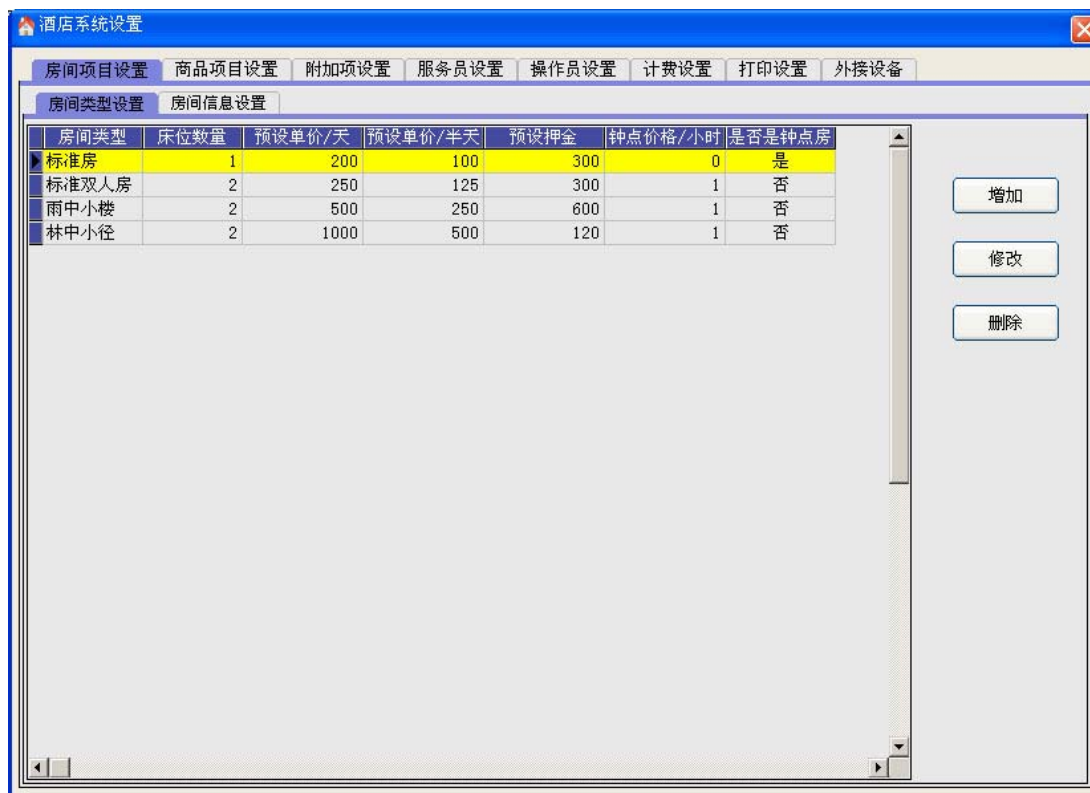 酒店系统设置
房间项目设置 商品项目设置 附加项设置 服务员设置 操作员设置 计费设置 打印设置 外接设备
房间类型设置 房间信息设置
房间类型 床位数量 预设单价/天 预设单价/半天 预设押金 钟点价格/小时 是否是钟点房
标准房 1 200 100 300 0 是
标准双人房 2 250 125 300 1 否
雨中小楼 2 500 250 600 1 否
林中小径 2 1000 500 120 1 否
增加
修改
删除